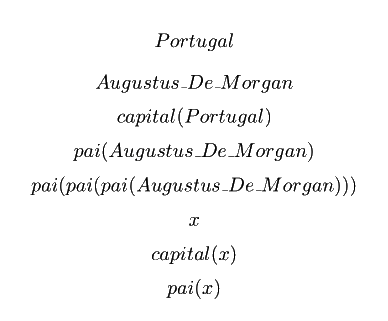 Portugal
Augustus_De_Morgan
capital(Portugal)
pai(Augustus_De_Morgan)
pai(pai(pai(Augustus_De_Morgan)))
x
capital(x)
pai(x)